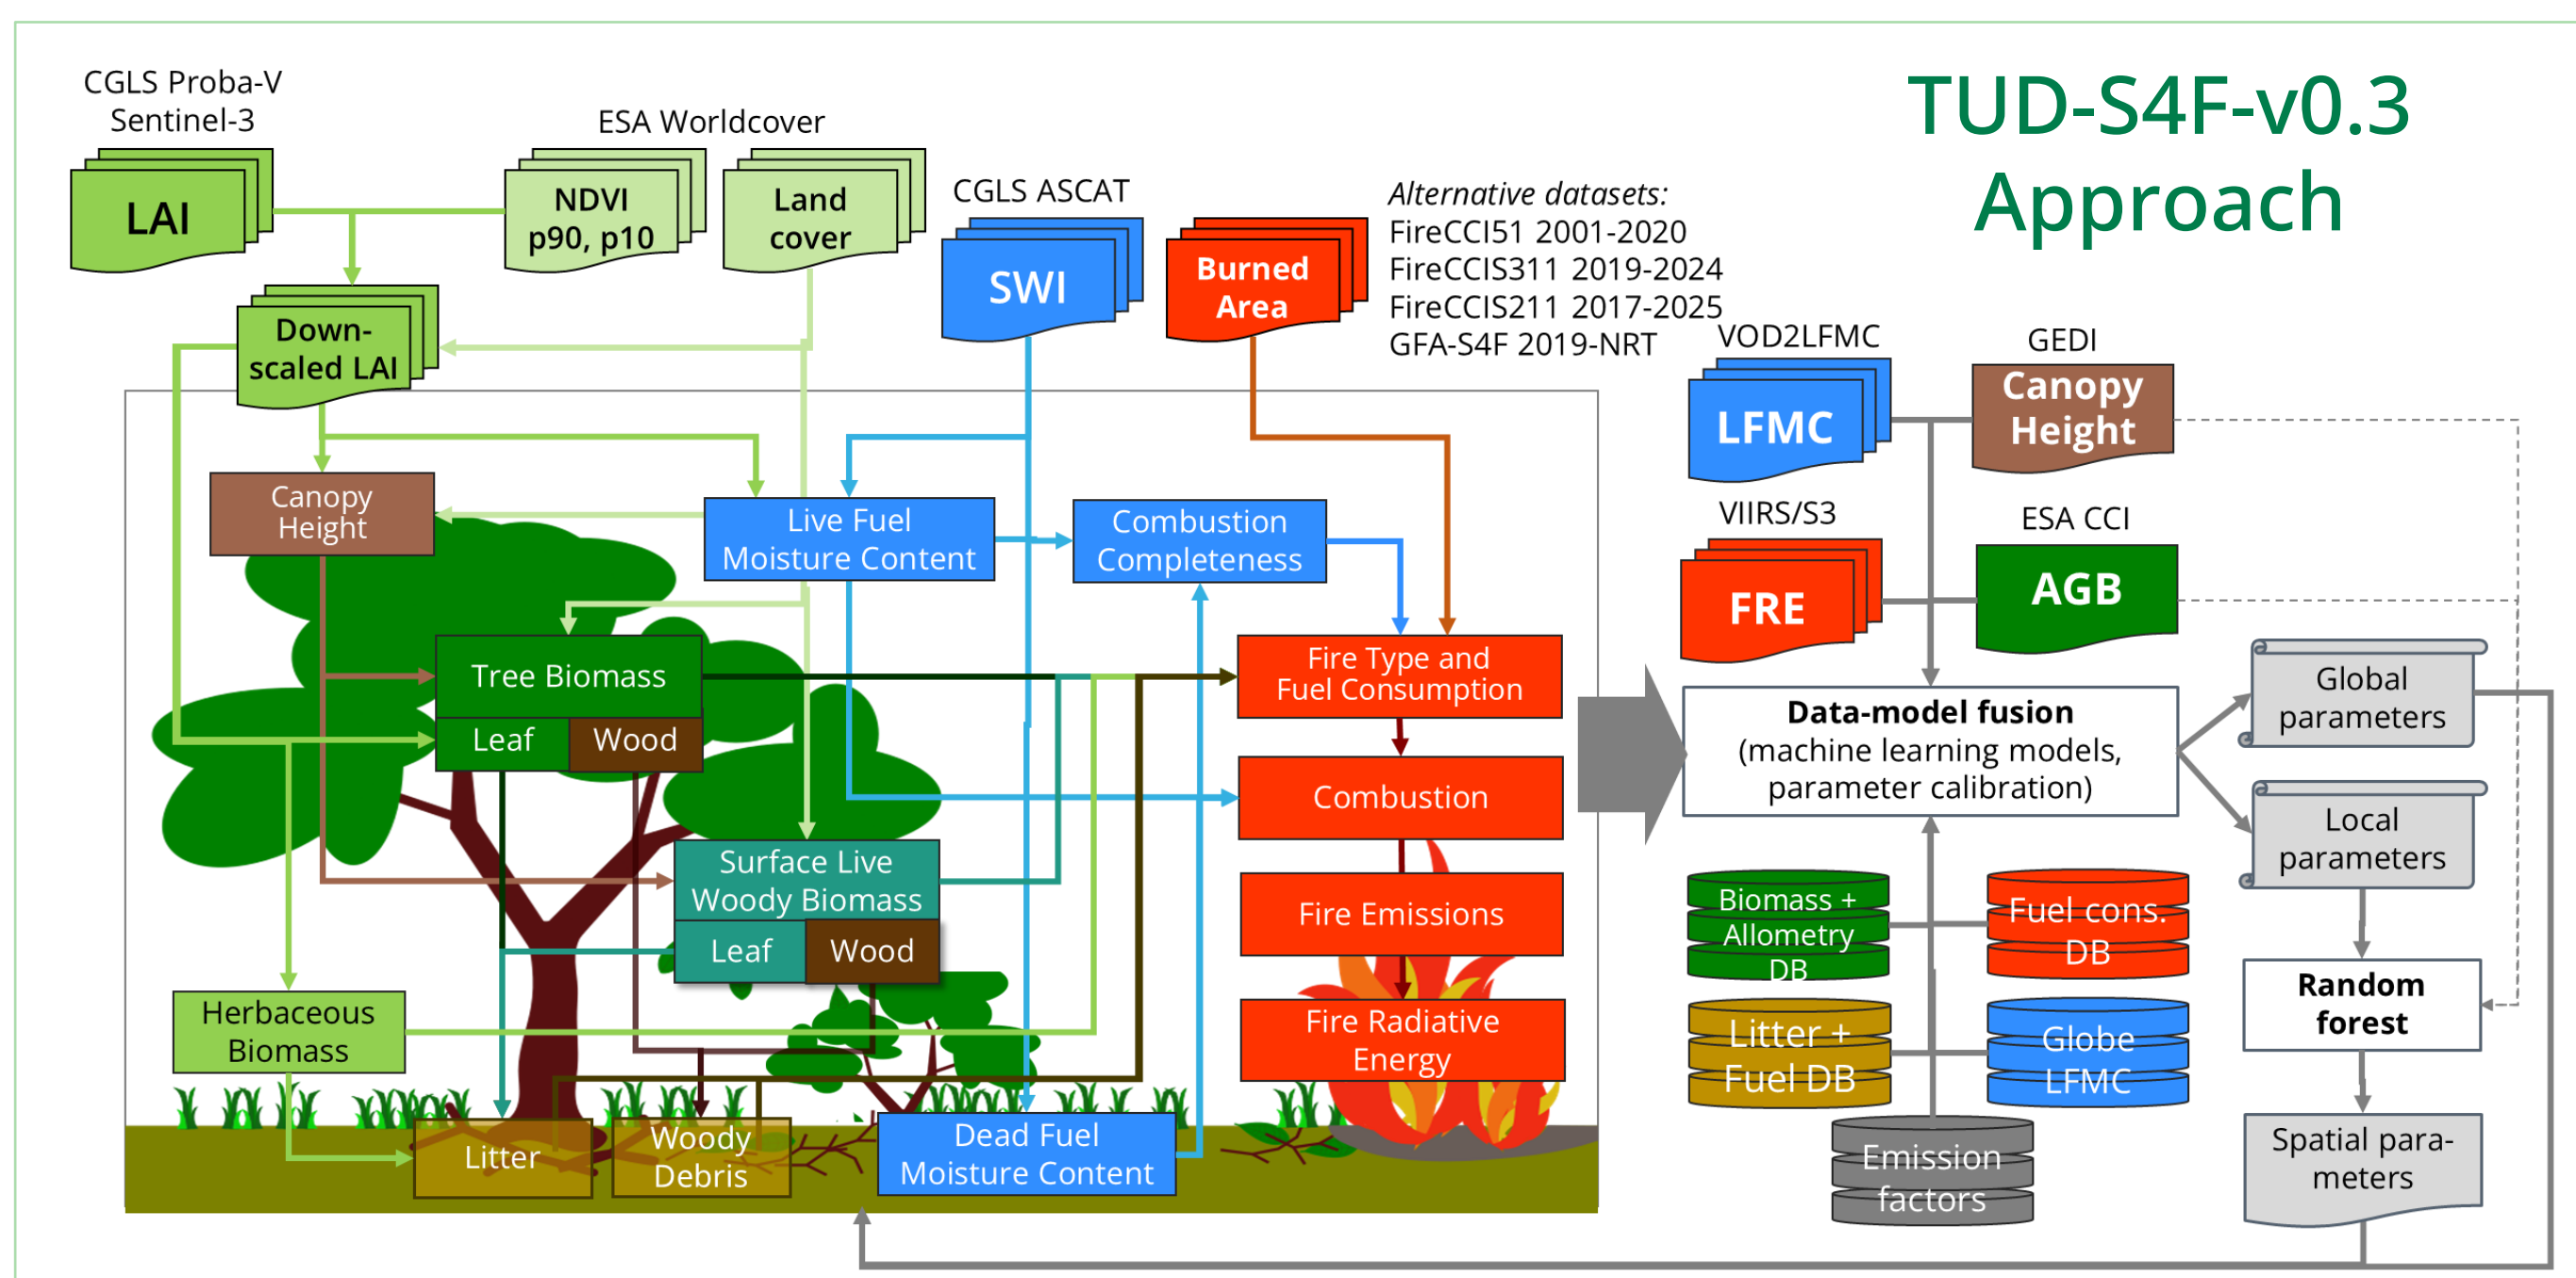 TUD-S4F-v0.3
Approach
CGLS Proba-V
Sentinel-3
LAI
ESA Worldcover
NDVI
p90, p10
Land
cover
CGLS ASCAT
SWI
Burned
Area
Alternative datasets:
FireCCI51 2001-2020
FireCCIS311 2019-2024
FireCCIS211 2017-2025
GFA-S4F 2019-NRT
Down-
scaled LAI
Canopy
Height
Live Fuel
Moisture Content
Combustion
Completeness
Tree Biomass
Leaf
Wood
Fire Type and
Fuel Consumption
Combustion
Surface Live
Woody Biomass
Leaf
Wood
Fire Emissions
Herbaceous
Biomass
Fire Radiative
Energy
Litter
Woody
Debris
Dead Fuel
Moisture Content
VOD2LFMC
LFMC
GEDI
Canopy
Height
VIIRS/S3
FRE
ESA CCI
AGB
Data-model fusion
(machine learning models,
parameter calibration)
Global
parameters
Local
parameters
Biomass +
Allometry
DB
Fuel cons.
DB
Litter +
Fuel DB
Globe
LFMC
Emission
factors
Random
forest
Spatial para-
meters